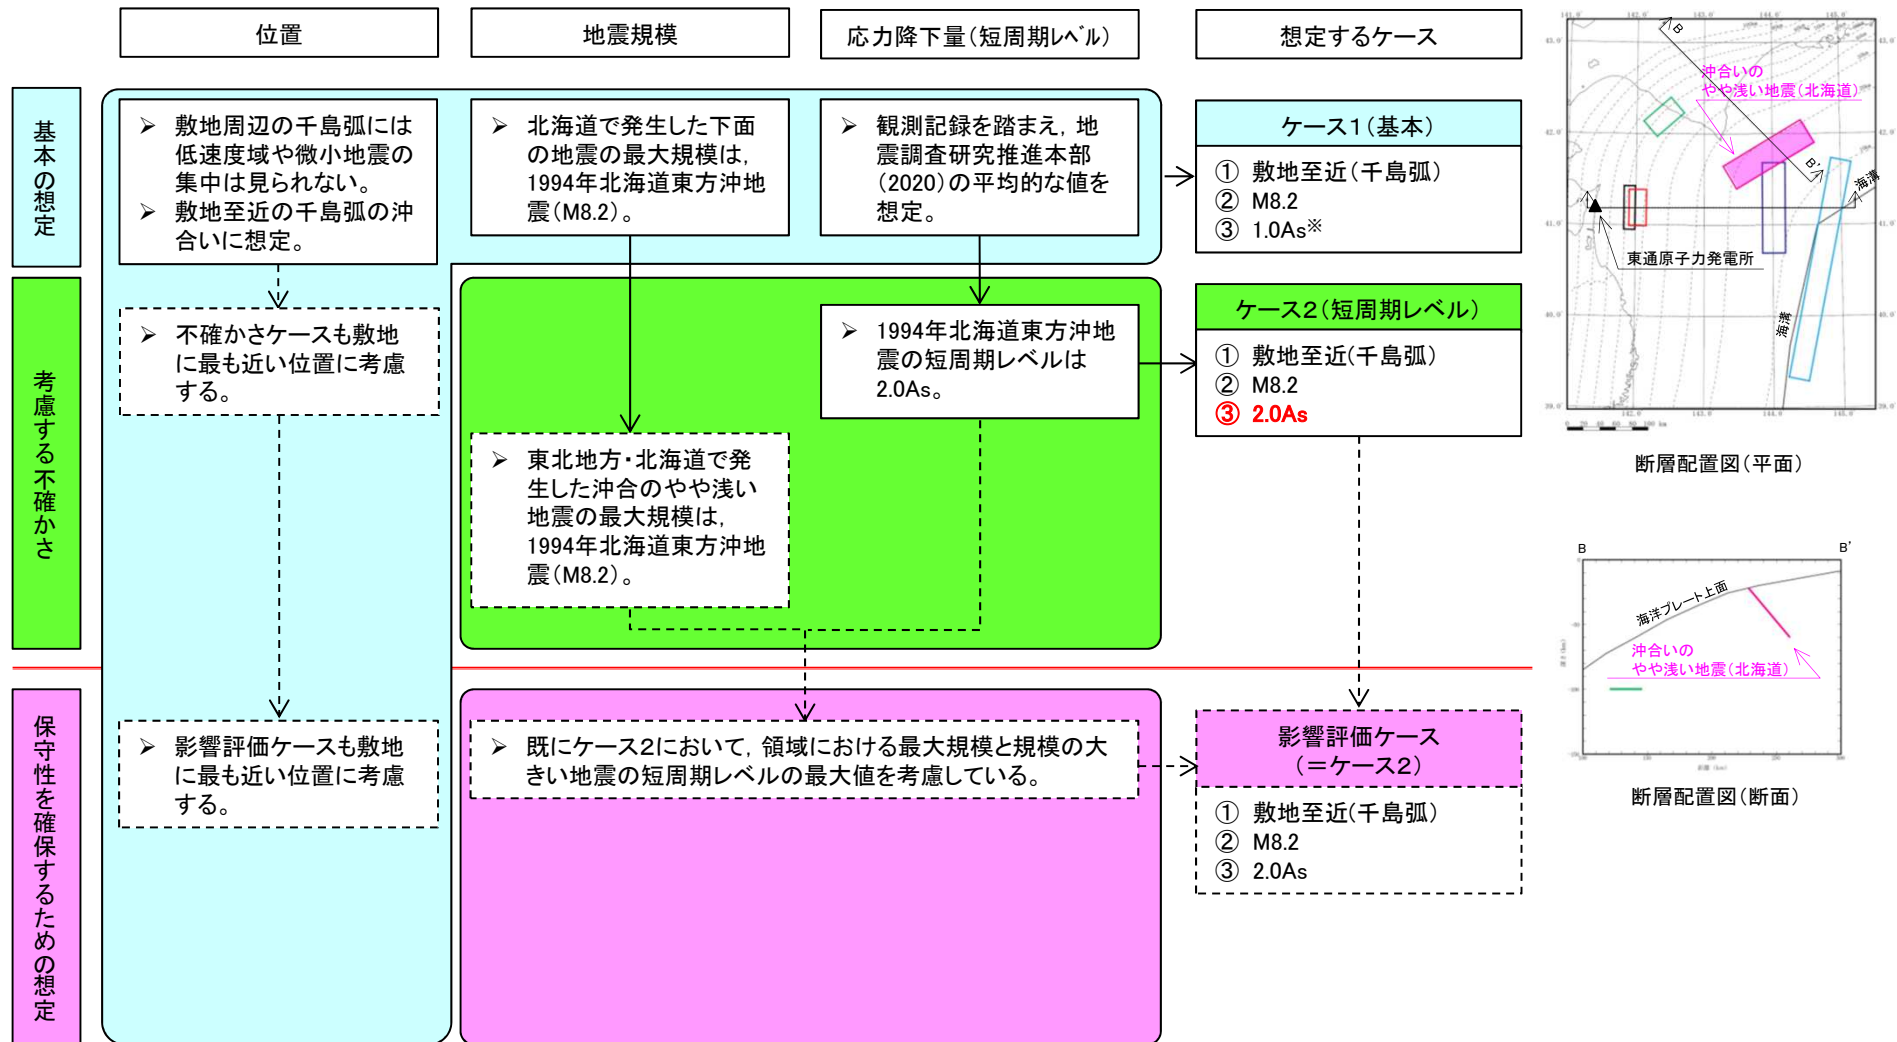 位置
地震規模
応力降下量(短周期レベル)
想定するケース
基本の想定
➢ 敷地周辺の千島弧には
低速度域や微小地震の
集中は見られない。
➢ 敷地至近の千島弧の沖
合いに想定。
➢ 北海道で発生した下面
の地震の最大規模は,
1994年北海道東方沖地
震(M8.2)。
➢ 観測記録を踏まえ,地
震調査研究推進本部
(2020)の平均的な値を
想定。
ケース1(基本)
① 敷地至近(千島弧)
② M8.2
③ 1.0As※
考慮する不確かさ
➢ 不確かさケースも敷地
に最も近い位置に考慮
する。
➢ 1994年北海道東方沖地
震の短周期レベルは
2.0As。
➢ 東北地方・北海道で発
生した沖合のやや浅い
地震の最大規模は,
1994年北海道東方沖地
震(M8.2)。
ケース2(短周期レベル)
① 敷地至近(千島弧)
② M8.2
③ 2.0As
保守性を確保するための想定
➢ 影響評価ケースも敷地
に最も近い位置に考慮
する。
➢ 既にケース2において,領域における最大規模と規模の大
きい地震の短周期レベルの最大値を考慮している。
影響評価ケース
(=ケース2)
① 敷地至近(千島弧)
② M8.2
③ 2.0As
B
沖合いの
やや浅い地震(北海道)
B'
海溝
東通原子力発電所
海溝
断層配置図(平面)
B
B'
海洋プレート上面
沖合いの
やや浅い地震(北海道)
断層配置図(断面)